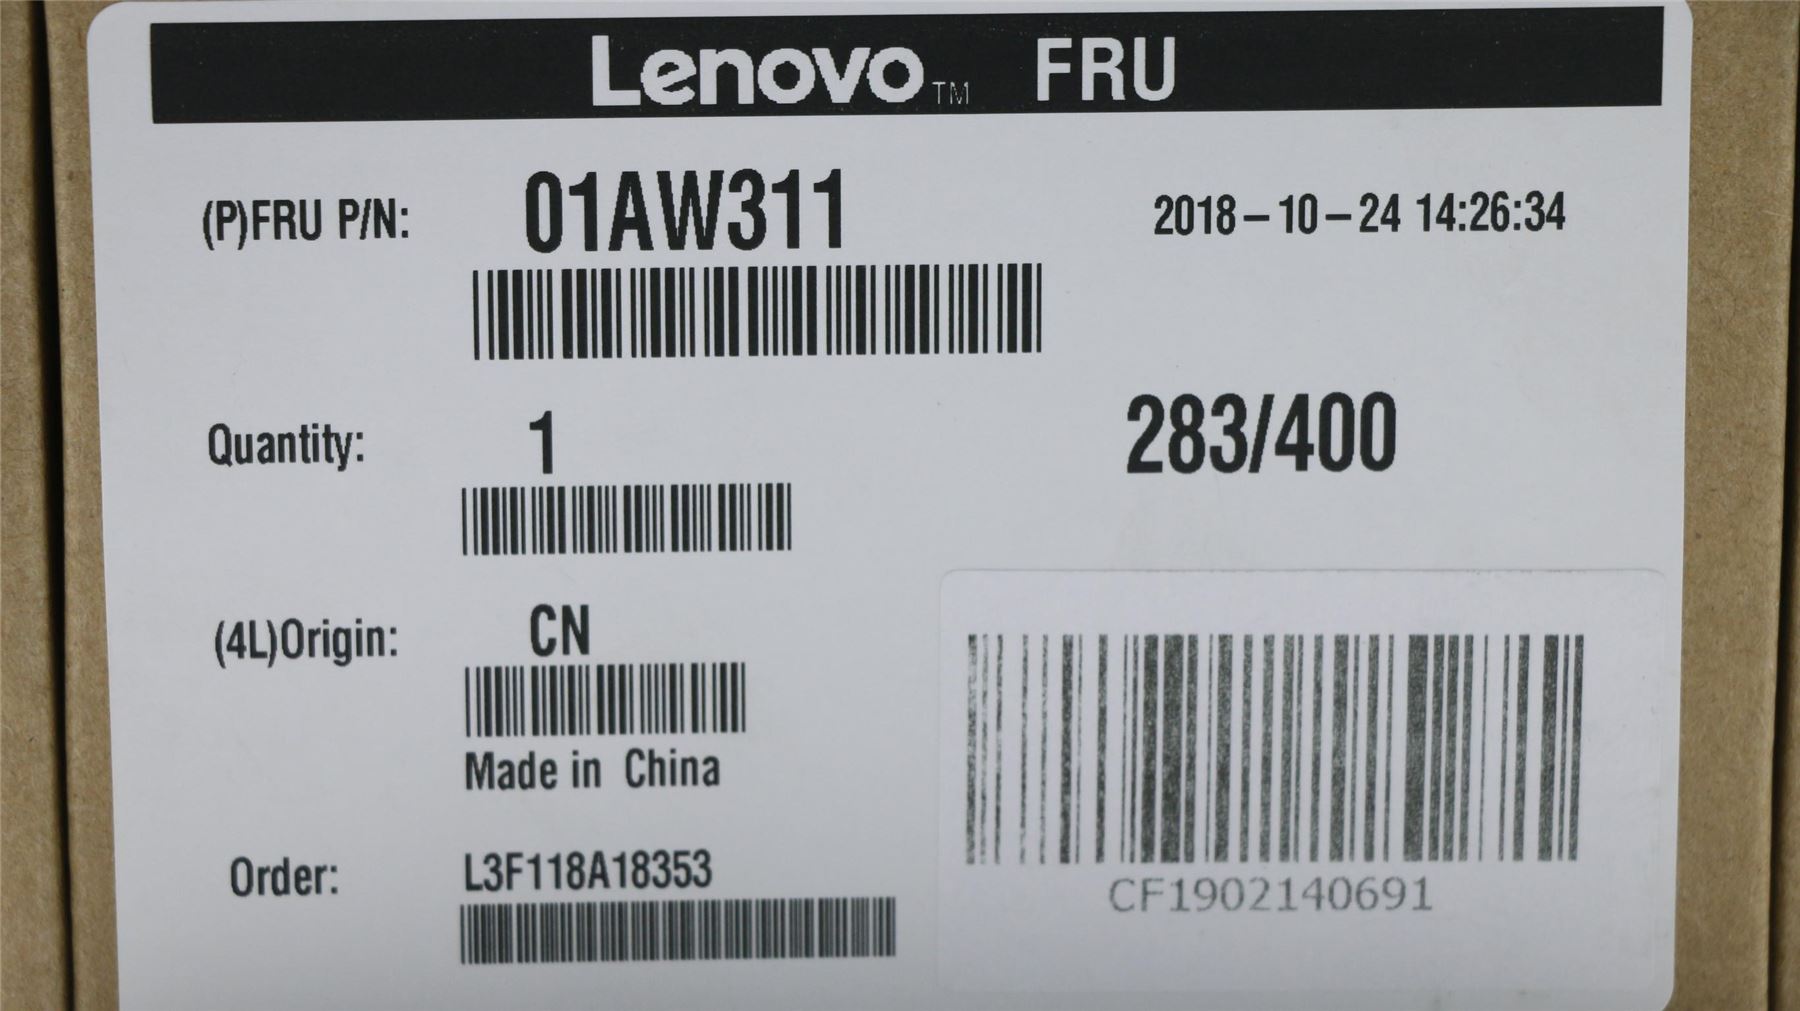 Lenovo™ FRU
(P)FRU P/N: 01AW311 2018-10-24 14:26:34
Quantity: 1 283/400
(4L)Origin: CN
Made in China
Order: L3F118A18353
CF1902140691